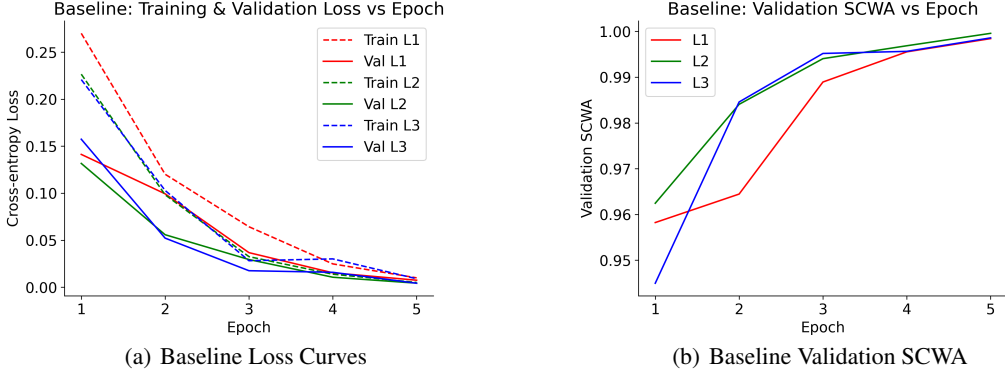 Baseline: Training & Validation Loss vs Epoch
Cross-entropy Loss
0.25
0.20
0.15
0.10
0.05
0.00
Train L1
Val L1
Train L2
Val L2
Train L3
Val L3
1 2 3 4 5
Epoch
(a) Baseline Loss Curves
Baseline: Validation SCWA vs Epoch
Validation SCWA
1.00
0.99
0.98
0.97
0.96
0.95
L1
L2
L3
1 2 3 4 5
Epoch
(b) Baseline Validation SCWA